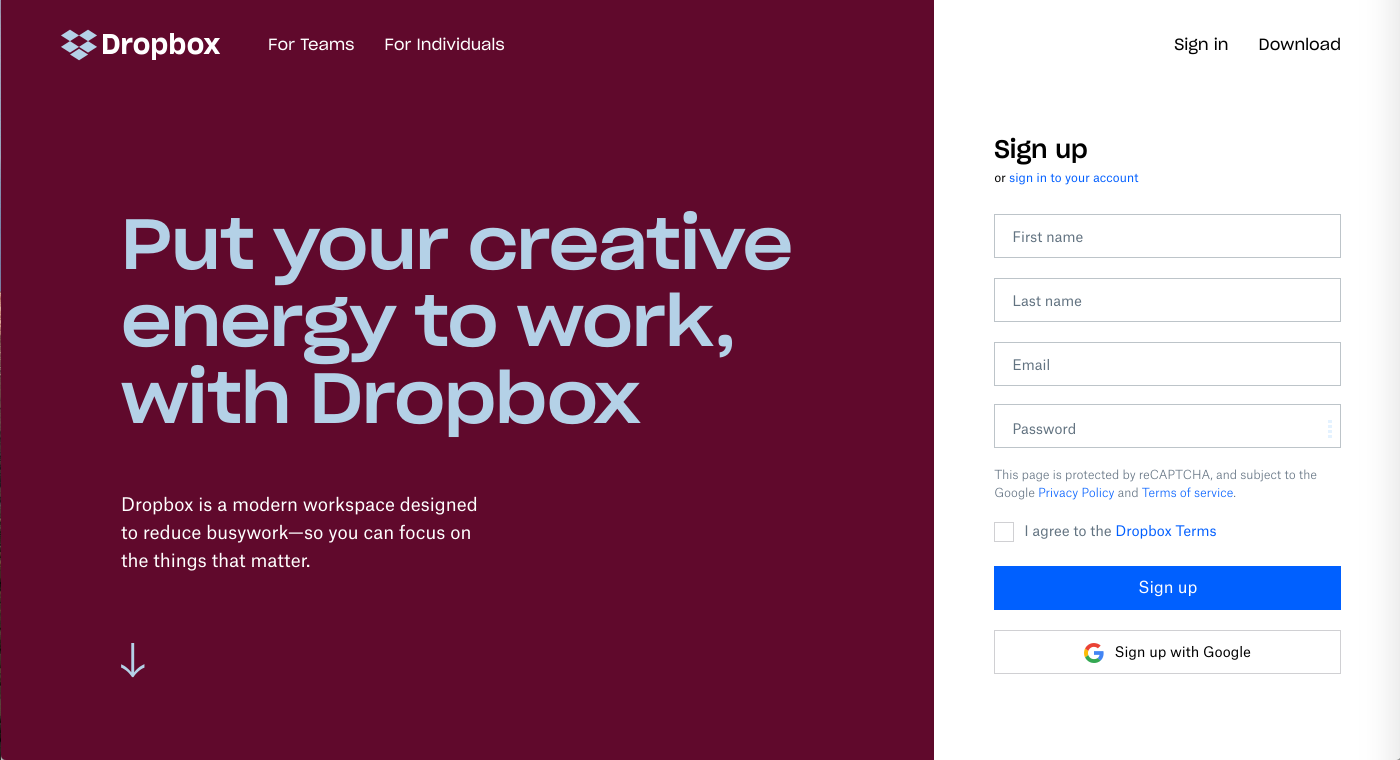 Dropbox
For Teams
For Individuals
Sign in
Download
Put your creative
energy to work,
with Dropbox
Dropbox is a modern workspace designed
to reduce busywork—so you can focus on
the things that matter.
Sign up
or sign in to your account
First name
Last name
Email
Password
This page is protected by reCAPTCHA, and subject to the
Google Privacy Policy and Terms of service.
I agree to the Dropbox Terms
Sign up
Sign up with Google